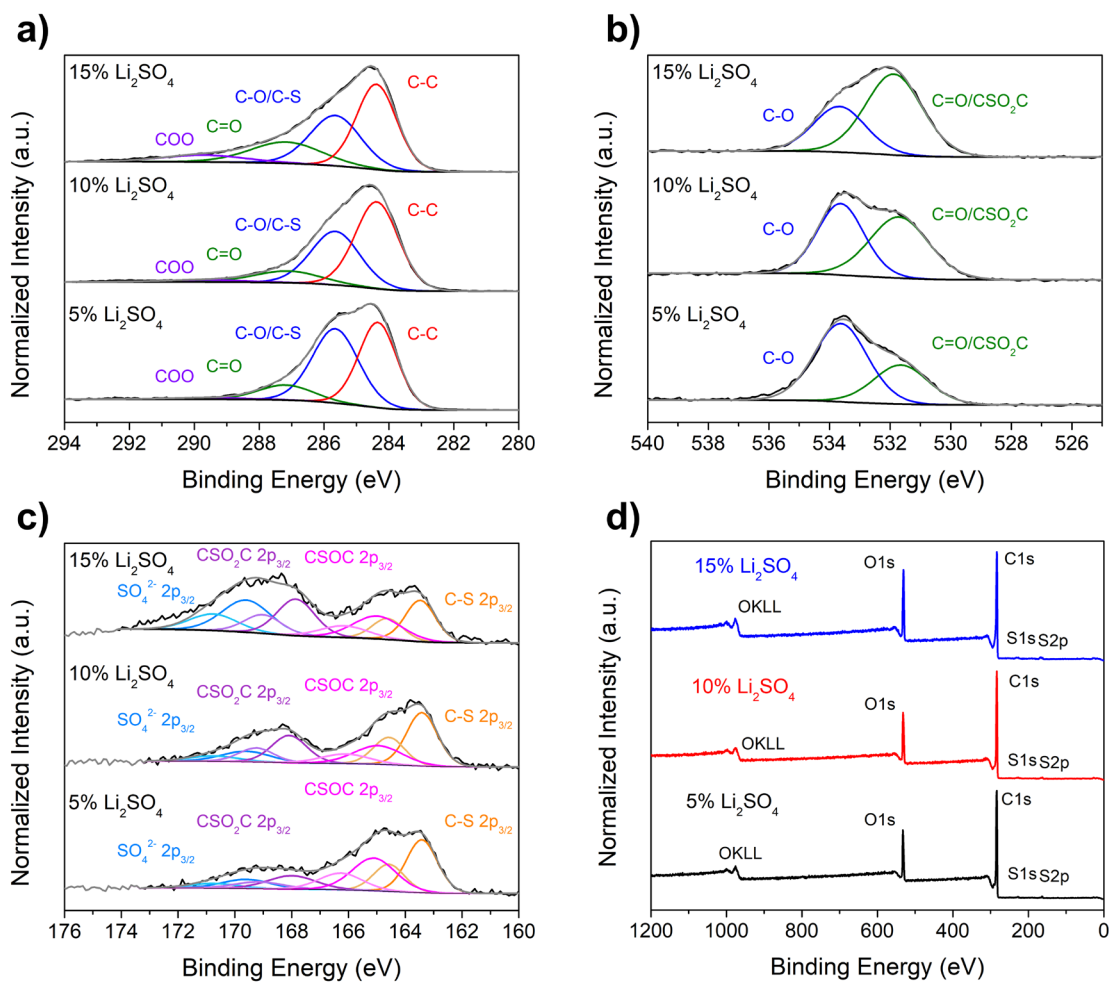 a)
15% Li₂SO₄
C-O/C-S
C-C
COO
C=O
10% Li₂SO₄
C-O/C-S
C-C
COO
C=O
5% Li₂SO₄
C-O/C-S
C-C
COO
C=O
294 292 290 288 286 284 282 280
Binding Energy (eV)
Normalized Intensity (a.u.)
b)
15% Li₂SO₄
C-O
C=O/CSO₂C
10% Li₂SO₄
C-O
C=O/CSO₂C
5% Li₂SO₄
C-O
C=O/CSO₂C
540 538 536 534 532 530 528 526
Binding Energy (eV)
Normalized Intensity (a.u.)
c)
15% Li₂SO₄
CSO₂C 2p₃/₂
CSOC 2p₃/₂
SO₄²⁻ 2p₃/₂
C-S 2p₃/₂
10% Li₂SO₄
CSO₂C 2p₃/₂
CSOC 2p₃/₂
SO₄²⁻ 2p₃/₂
C-S 2p₃/₂
5% Li₂SO₄
CSO₂C 2p₃/₂
CSOC 2p₃/₂
SO₄²⁻ 2p₃/₂
C-S 2p₃/₂
176 174 172 170 168 166 164 162 160
Binding Energy (eV)
Normalized Intensity (a.u.)
d)
15% Li₂SO₄
O1s
C1s
OKLL
S1s S2p
10% Li₂SO₄
O1s
C1s
OKLL
S1s S2p
5% Li₂SO₄
O1s
C1s
OKLL
S1s S2p
1200 1000 800 600 400 200 0
Binding Energy (eV)
Normalized Intensity (a.u.)